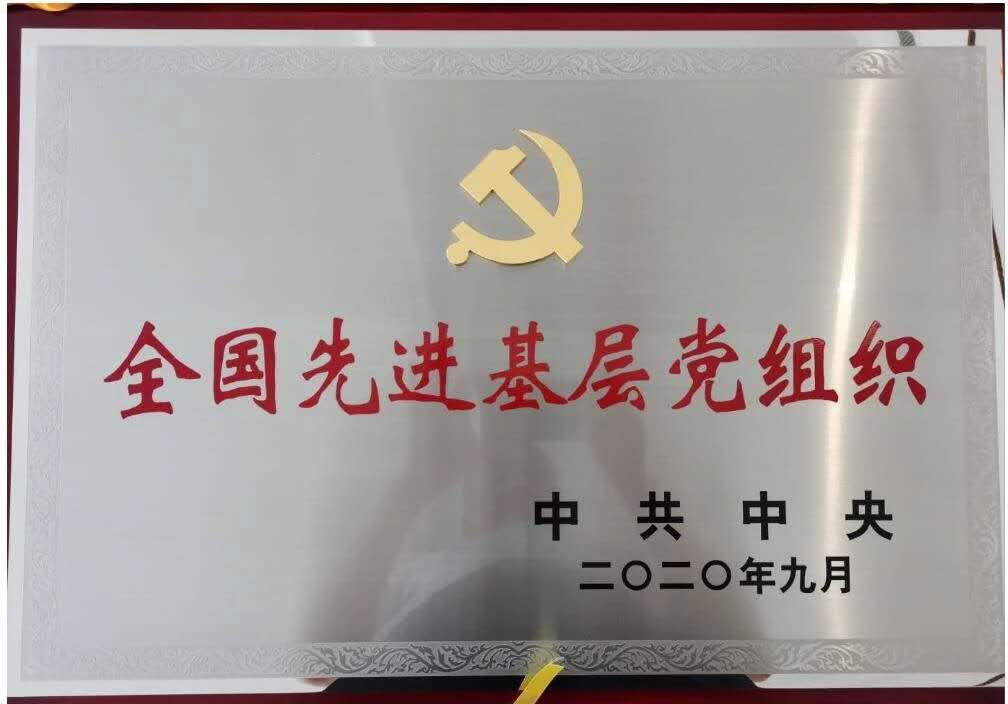 全国先进基层党组织
中共中央
二〇二〇年九月